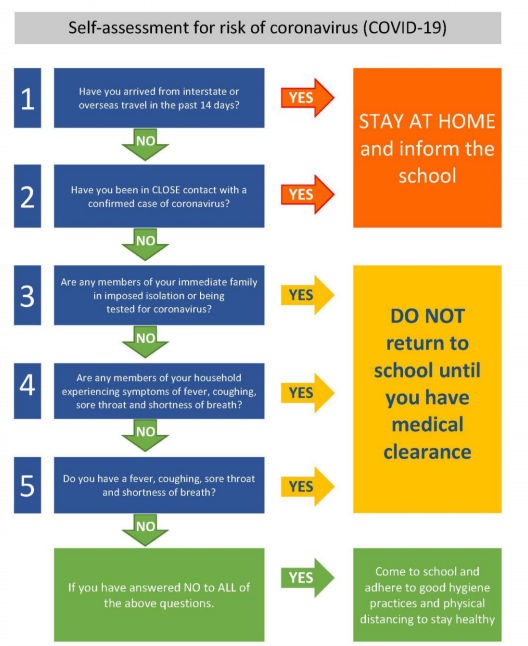 Self-assessment for risk of coronavirus (COVID-19)
1
Have you arrived from interstate or
overseas travel in the past 14 days?
YES
STAY AT HOME
and inform the
school
NO
2
Have you been in CLOSE contact with a
confirmed case of coronavirus?
YES
NO
3
Are any members of your immediate family
in imposed isolation or being
tested for coronavirus?
YES
DO NOT
return to
school until
you have
medical
clearance
NO
4
Are any members of your household
experiencing symptoms of fever, coughing,
sore throat and shortness of breath?
YES
NO
5
Do you have a fever, coughing, sore throat
and shortness of breath?
YES
NO
If you have answered NO to ALL of
the above questions.
YES
Come to school and
adhere to good hygiene
practices and physical
distancing to stay healthy